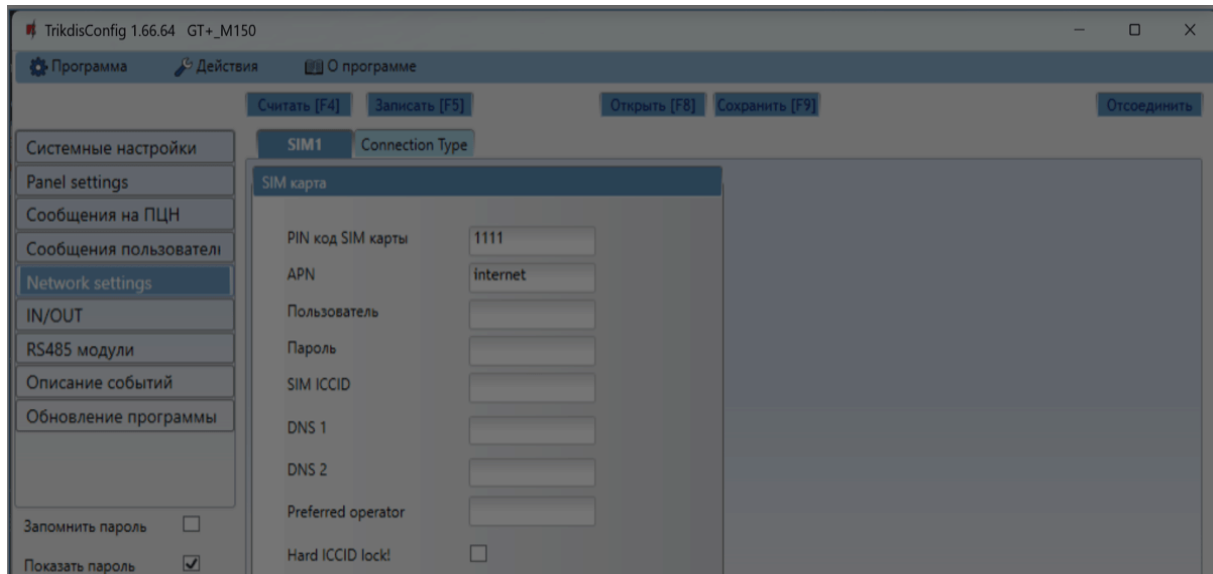 TrikdisConfig 1.66.64 GT+_M150
Программа Действия О программе
Считать [F4] Записать [F5] Открыть [F8] Сохранить [F9] Отсоединить
SIM1 Connection Type
Системные настройки
Panel settings
Сообщения на ПЦН
Сообщения пользователю
Network settings
IN/OUT
RS485 модули
Описание событий
Обновление программы
Запомнить пароль
Показать пароль
SIM карта
PIN код SIM карты 1111
APN internet
Пользователь
Пароль
SIM ICCID
DNS 1
DNS 2
Preferred operator
Hard ICCID lock!